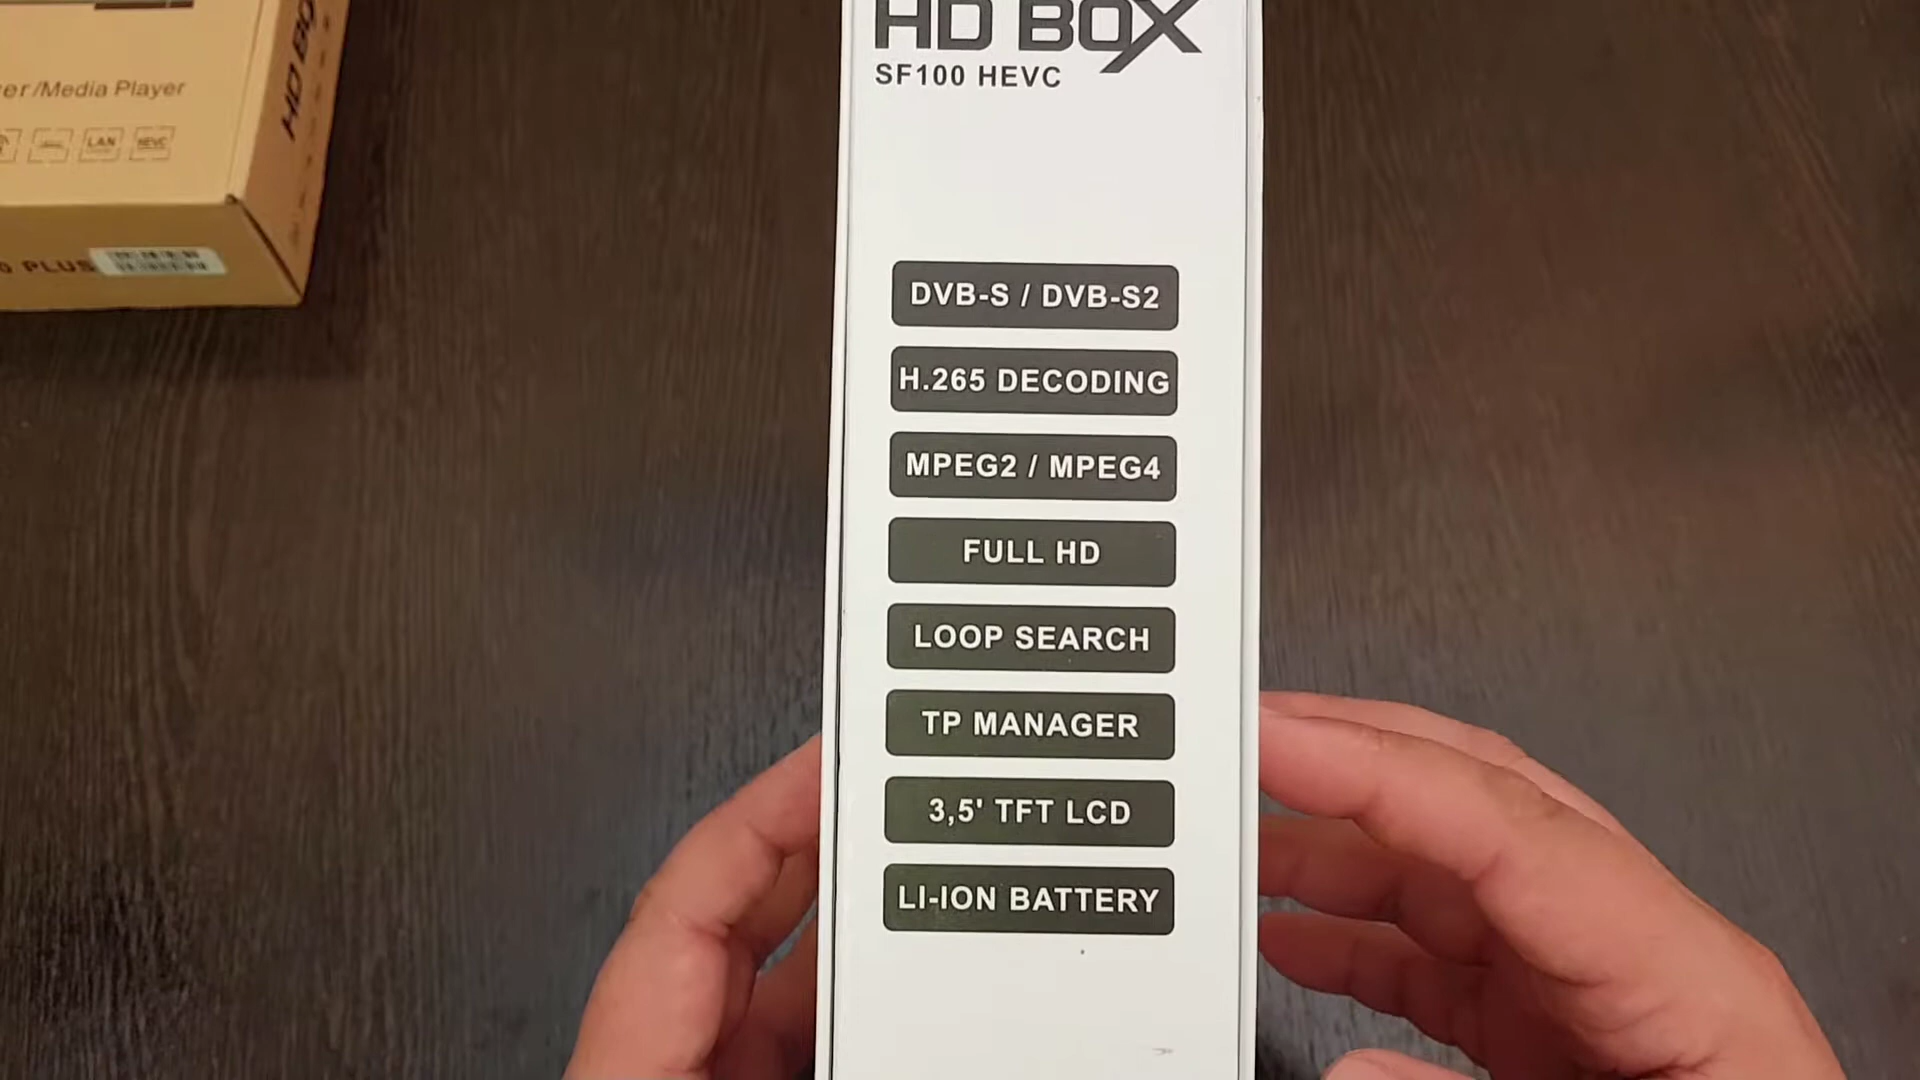 HD BOX
SF100 HEVC
DVB-S / DVB-S2
H.265 DECODING
MPEG2 / MPEG4
FULL HD
LOOP SEARCH
TP MANAGER
3,5' TFT LCD
LI-ION BATTERY
/Media Player
LAN
HEVC
HD BO
PLUS